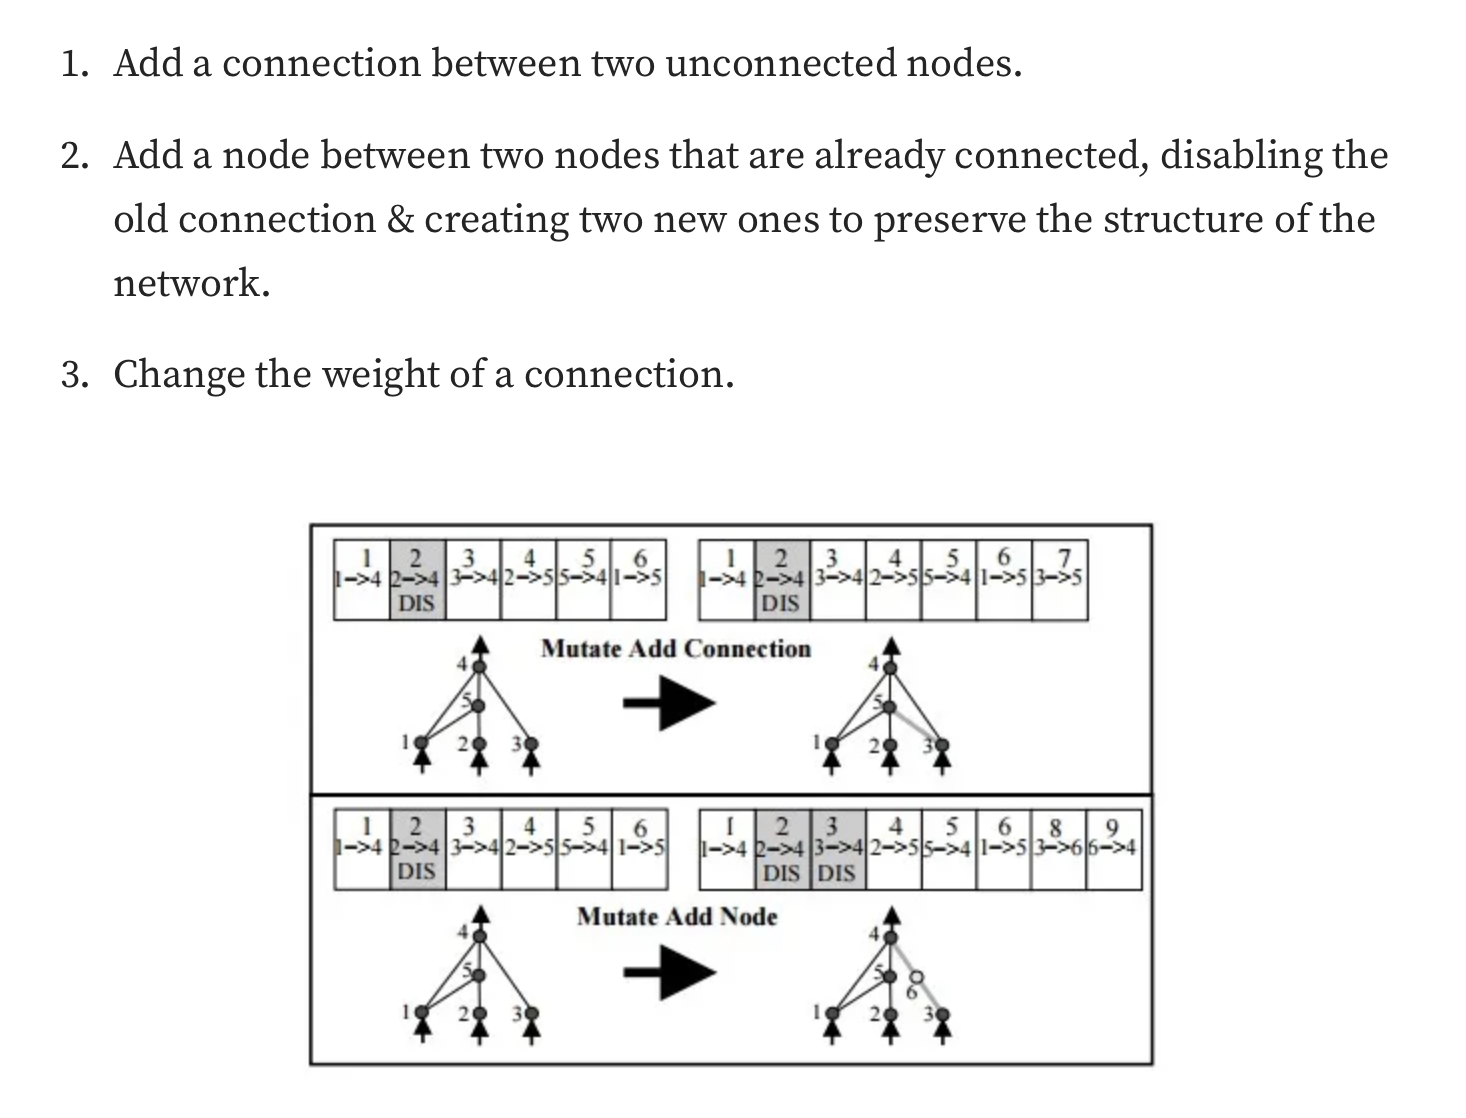 1. Add a connection between two unconnected nodes.
2. Add a node between two nodes that are already connected, disabling the
old connection & creating two new ones to preserve the structure of the
network.
3. Change the weight of a connection.
1 2 3 4 5 6 1 2 3 4 5 6 7
1->4 2->4 3->4 2->5 5->4 1->5 1->4 2->4 3->4 2->5 5->4 1->5 3->5
DIS DIS
Mutate Add Connection
4 4
5 5
1 2 3 1 2 3
1 2 3 4 5 6 1 2 3 4 5 6 8 9
1->4 2->4 3->4 2->5 5->4 1->5 1->4 2->4 3->4 2->5 5->4 1->5 3->6 6->4
DIS DIS DIS
Mutate Add Node
4 4
5 5
6
1 2 3 1 2 3